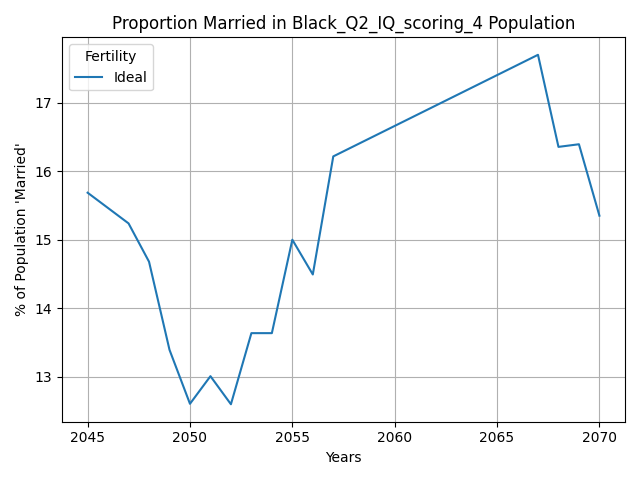 Proportion Married in Black_Q2_IQ_scoring_4 Population
Fertility
Ideal
% of Population 'Married'
17
16
15
14
13
2045
2050
2055
2060
2065
2070
Years